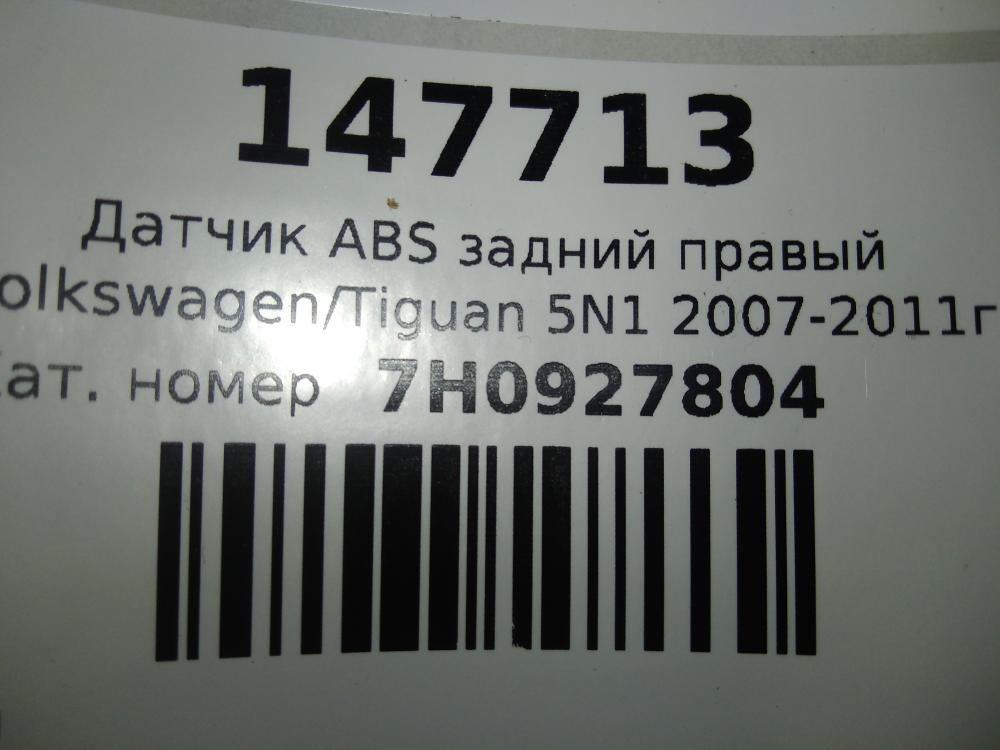 147713
Датчик ABS задний правый
olkswagen/Tiguan 5N1 2007-2011г
ат. номер 7H0927804